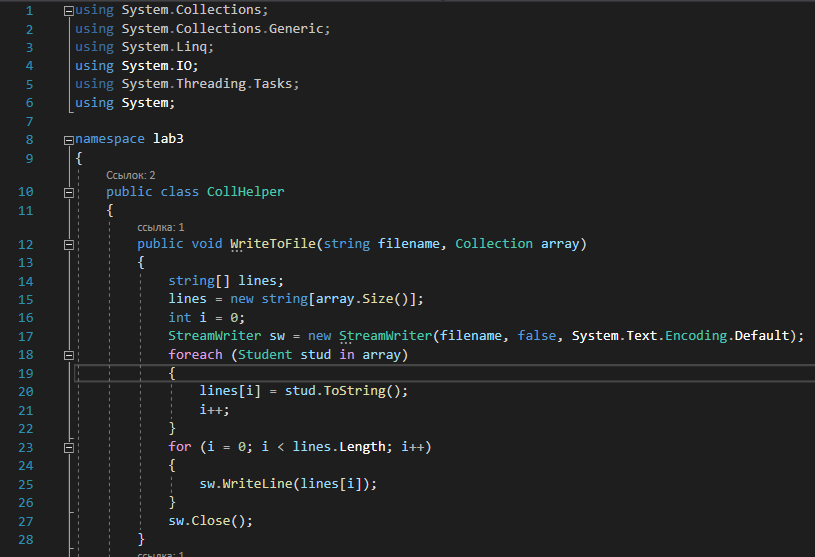 1 using System.Collections;
2 using System.Collections.Generic;
3 using System.Linq;
4 using System.IO;
5 using System.Threading.Tasks;
6 using System;
7
8 namespace lab3
9 {
Ссылок: 2
10 public class CollHelper
11 {
ссылка: 1
12 public void WriteToFile(string filename, Collection array)
13 {
14 string[] lines;
15 lines = new string[array.Size()];
16 int i = 0;
17 StreamWriter sw = new StreamWriter(filename, false, System.Text.Encoding.Default);
18 foreach (Student stud in array)
19 {
20 lines[i] = stud.ToString();
21 i++;
22 }
23 for (i = 0; i < lines.Length; i++)
24 {
25 sw.WriteLine(lines[i]);
26 }
27 sw.Close();
28 }
ссылка: 1